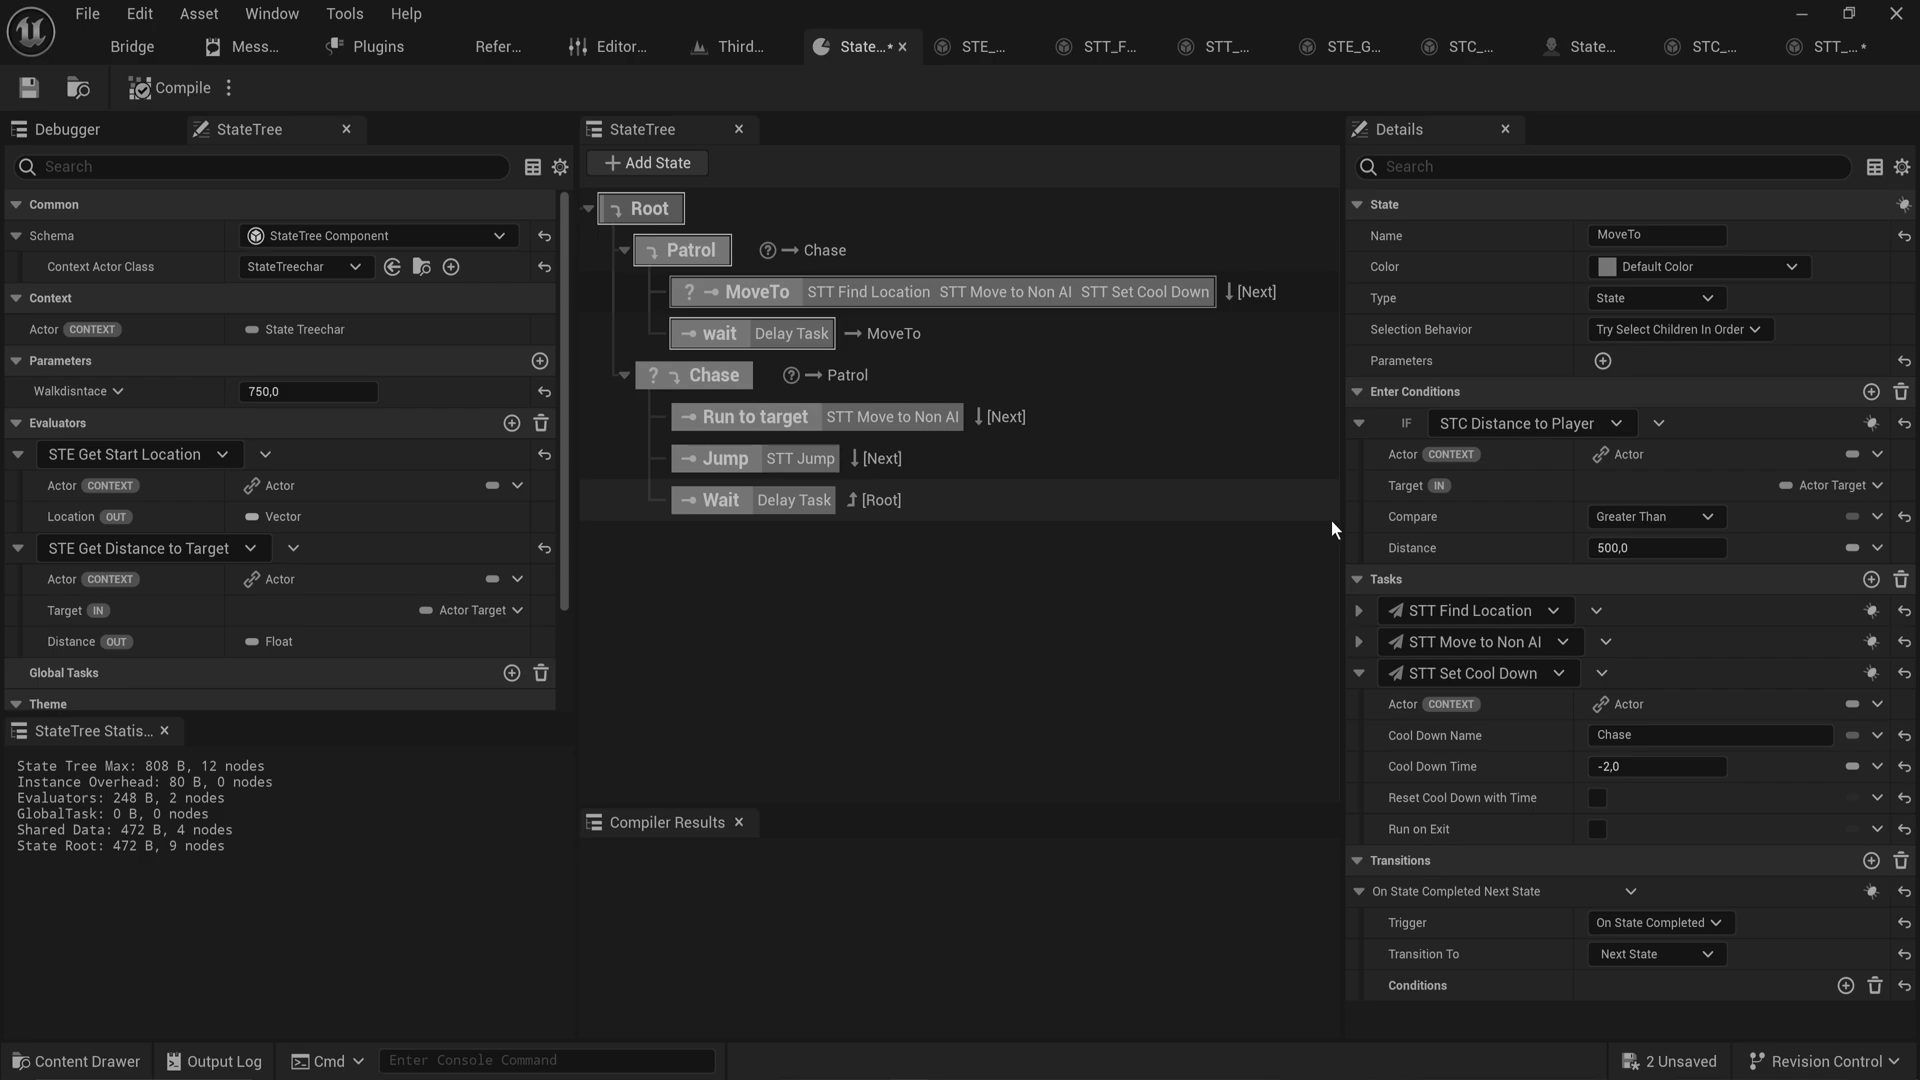 File Edit Asset Window Tools Help
Bridge Mess... Plugins Refer... Editor... Third... State...* STE_... STT_F... STT_... STE_G... STC_... State... STC_... STT_...*
Compile
Debugger StateTree
Search
Common
Schema StateTree Component
Context Actor Class StateTreechar
Context
Actor CONTEXT State Treechar
Parameters
Walkdisntace 750,0
Evaluators
STE Get Start Location
Actor CONTEXT Actor
Location OUT Vector
STE Get Distance to Target
Actor CONTEXT Actor
Target IN Actor Target
Distance OUT Float
Global Tasks
Theme
StateTree Statis...
State Tree Max: 808 B, 12 nodes
Instance Overhead: 80 B, 0 nodes
Evaluators: 248 B, 2 nodes
GlobalTask: 0 B, 0 nodes
Shared Data: 472 B, 4 nodes
State Root: 472 B, 9 nodes
StateTree
+ Add State
Root
Patrol ? → Chase
? MoveTo STT Find Location STT Move to Non AI STT Set Cool Down ↓ [Next]
wait Delay Task → MoveTo
? Chase ? → Patrol
Run to target STT Move to Non AI ↓ [Next]
Jump STT Jump ↓ [Next]
Wait Delay Task [Root]
Compiler Results
Details
Search
State
Name MoveTo
Color Default Color
Type State
Selection Behavior Try Select Children In Order
Parameters
Enter Conditions
IF STC Distance to Player
Actor CONTEXT Actor
Target IN Actor Target
Compare Greater Than
Distance 500,0
Tasks
STT Find Location
STT Move to Non AI
STT Set Cool Down
Actor CONTEXT Actor
Cool Down Name Chase
Cool Down Time -2,0
Reset Cool Down with Time
Run on Exit
Transitions
On State Completed Next State
Trigger On State Completed
Transition To Next State
Conditions
Content Drawer Output Log Cmd Enter Console Command 2 Unsaved Revision Control